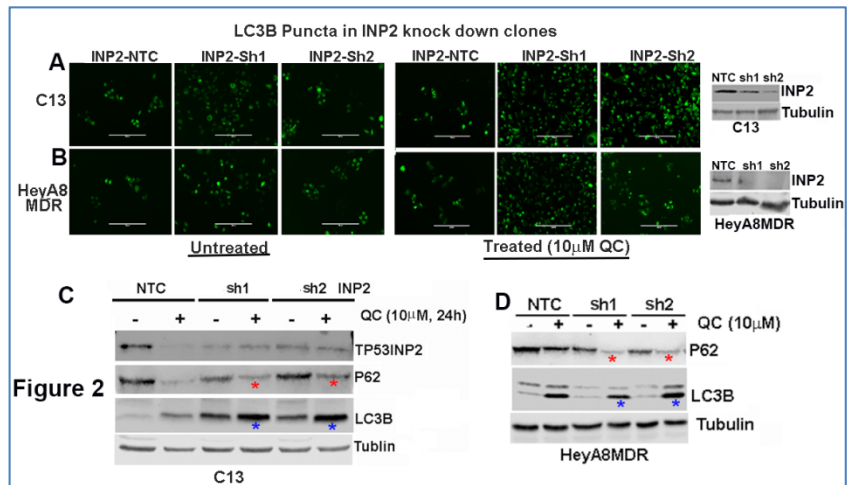 LC3B Puncta in INP2 knock down clones
INP2-NTC INP2-Sh1 INP2-Sh2 INP2-NTC INP2-Sh1 INP2-Sh2
A
C13
NTC sh1 sh2
INP2
Tubulin
C13
B
HeyA8
MDR
NTC sh1 sh2
INP2
Tubulin
HeyA8MDR
Untreated Treated (10µM QC)
C
NTC sh1 sh2 INP2
- + - + - + QC (10µM, 24h)
TP53INP2
P62
* *
LC3B
* *
Tublin
C13
Figure 2
D
NTC sh1 sh2
- + - + - + QC (10µM)
P62
* *
LC3B
* *
Tubulin
HeyA8MDR